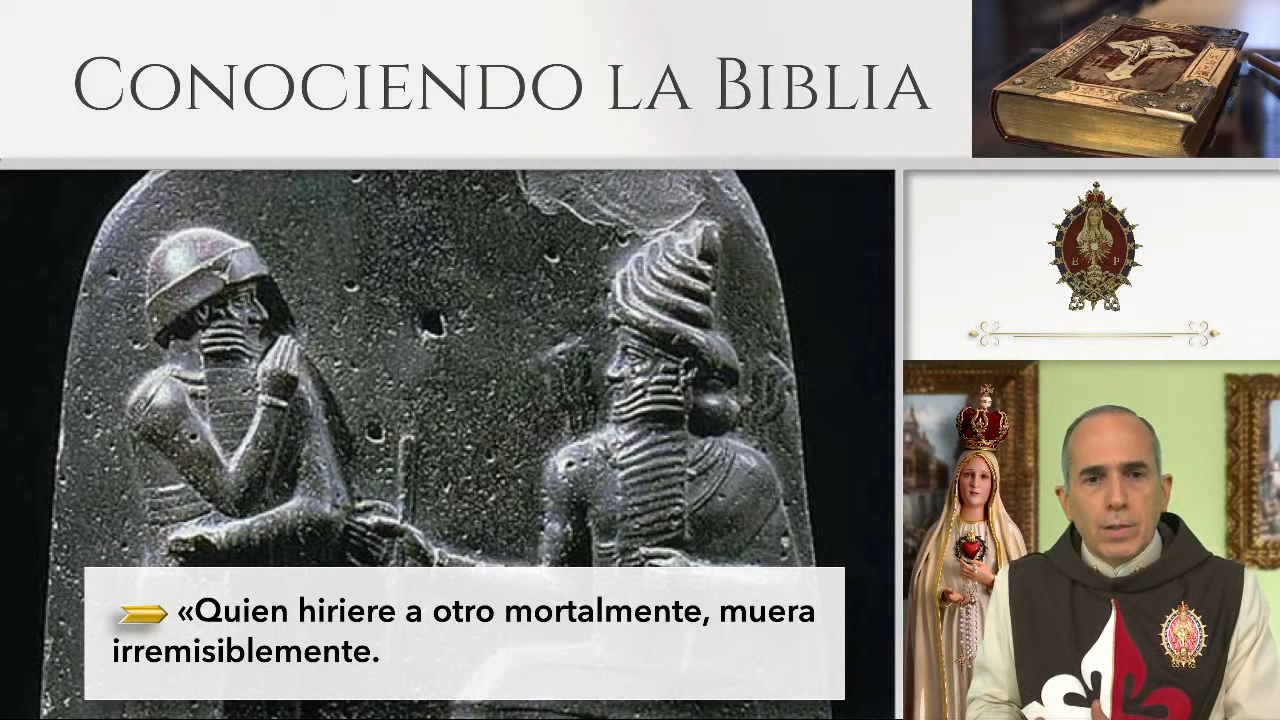 CONOCIENDO LA BIBLIA
E P
«Quien hiriere a otro mortalmente, muera
irremisiblemente.